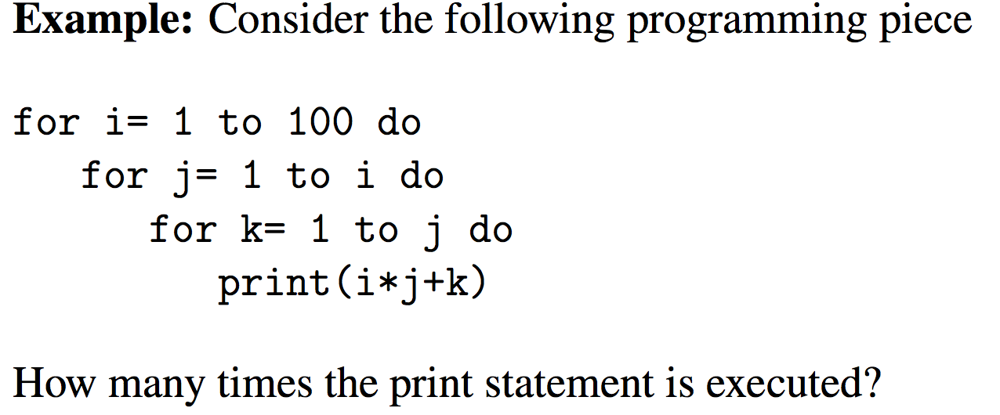 Example: Consider the following programming piece
for i= 1 to 100 do
for j= 1 to i do
for k= 1 to j do
print(i*j+k)
How many times the print statement is executed?